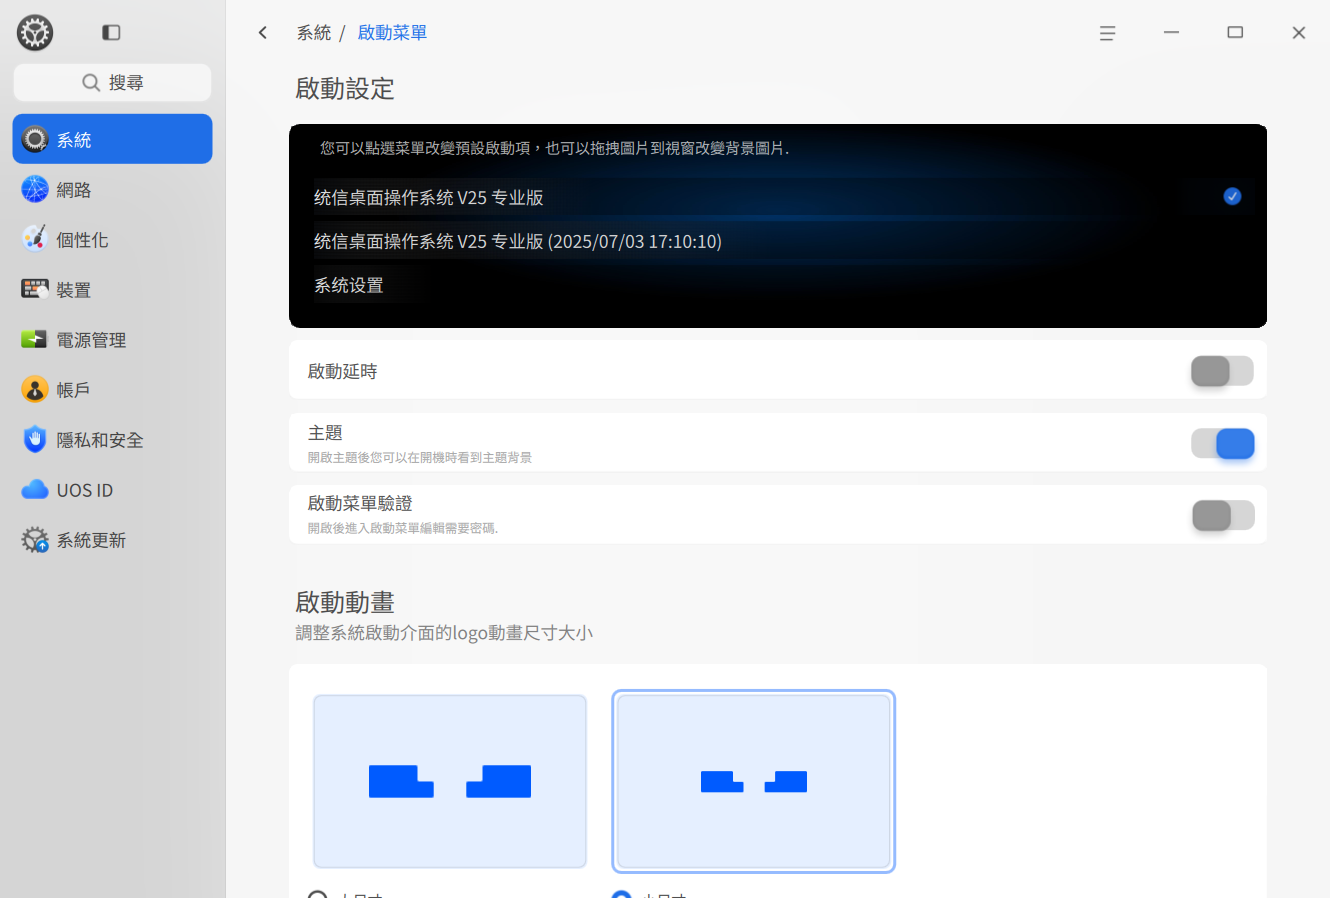 系統 / 啟動菜單
搜尋
系統
網路
個性化
裝置
電源管理
帳戶
隱私和安全
UOS ID
系統更新
啟動設定
您可以點選菜單改變預設啟動項，也可以拖拽圖片到視窗改變背景圖片.
统信桌面操作系统 V25 专业版
统信桌面操作系统 V25 专业版 (2025/07/03 17:10:10)
系统设置
啟動延時
主題
開啟主題後您可以在開機時看到主題背景
啟動菜單驗證
開啟後進入啟動菜單編輯需要密碼.
啟動動畫
調整系統啟動介面的logo動畫尺寸大小